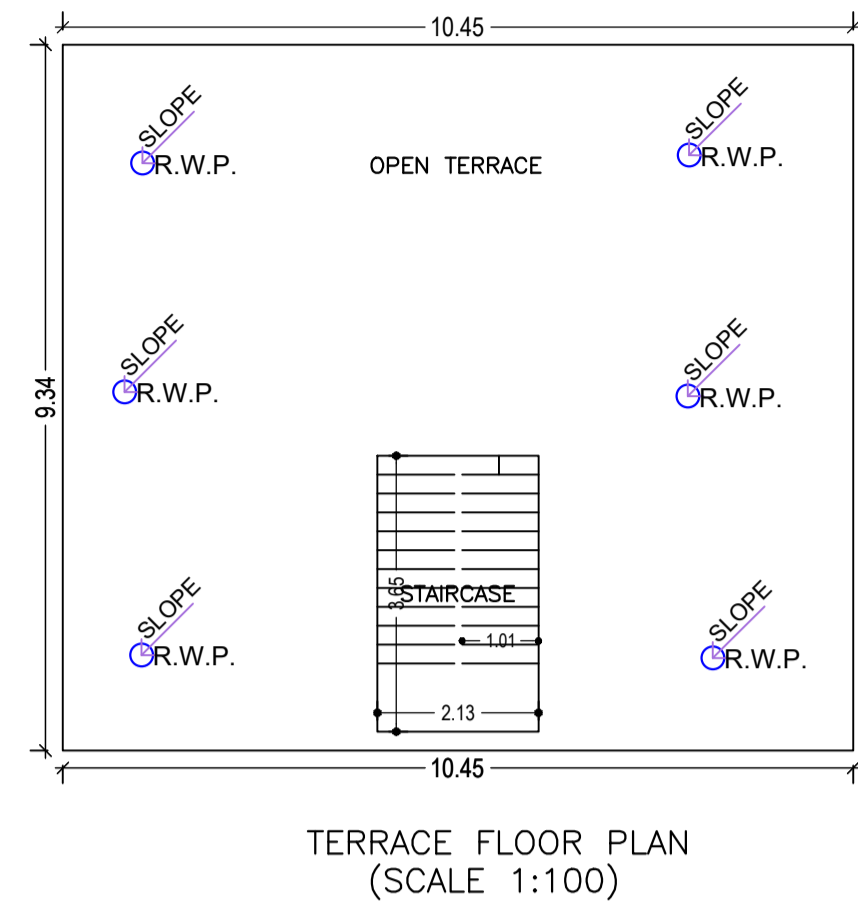 10.45
SLOPE
R.W.P.
OPEN TERRACE
SLOPE
R.W.P.
SLOPE
R.W.P.
SLOPE
R.W.P.
9.34
3.65
STAIRCASE
1.01
SLOPE
R.W.P.
SLOPE
R.W.P.
2.13
10.45
TERRACE FLOOR PLAN
(SCALE 1:100)